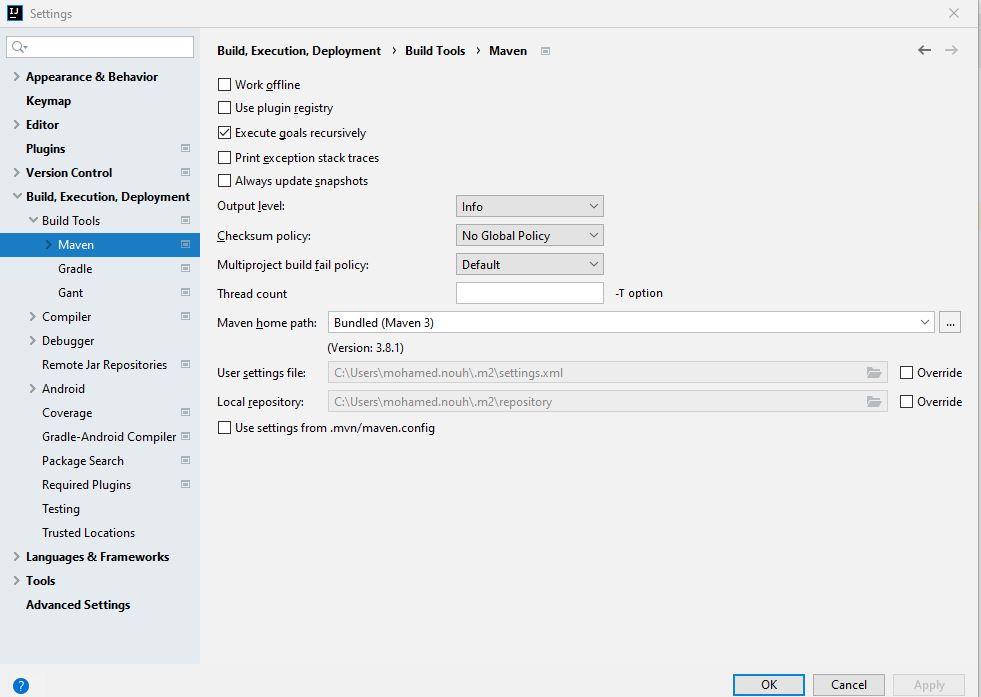 Settings
Appearance & Behavior
Keymap
Editor
Plugins
Version Control
Build, Execution, Deployment
Build Tools
Maven
Gradle
Gant
Compiler
Debugger
Remote Jar Repositories
Android
Coverage
Gradle-Android Compiler
Package Search
Required Plugins
Testing
Trusted Locations
Languages & Frameworks
Tools
Advanced Settings
?
Build, Execution, Deployment › Build Tools › Maven
Work offline
Use plugin registry
Execute goals recursively
Print exception stack traces
Always update snapshots
Output level: Info
Checksum policy: No Global Policy
Multiproject build fail policy: Default
Thread count -T option
Maven home path: Bundled (Maven 3) ...
(Version: 3.8.1)
User settings file: C:\Users\mohamed.nouh\.m2\settings.xml Override
Local repository: C:\Users\mohamed.nouh\.m2\repository Override
Use settings from .mvn/maven.config
OK Cancel Apply